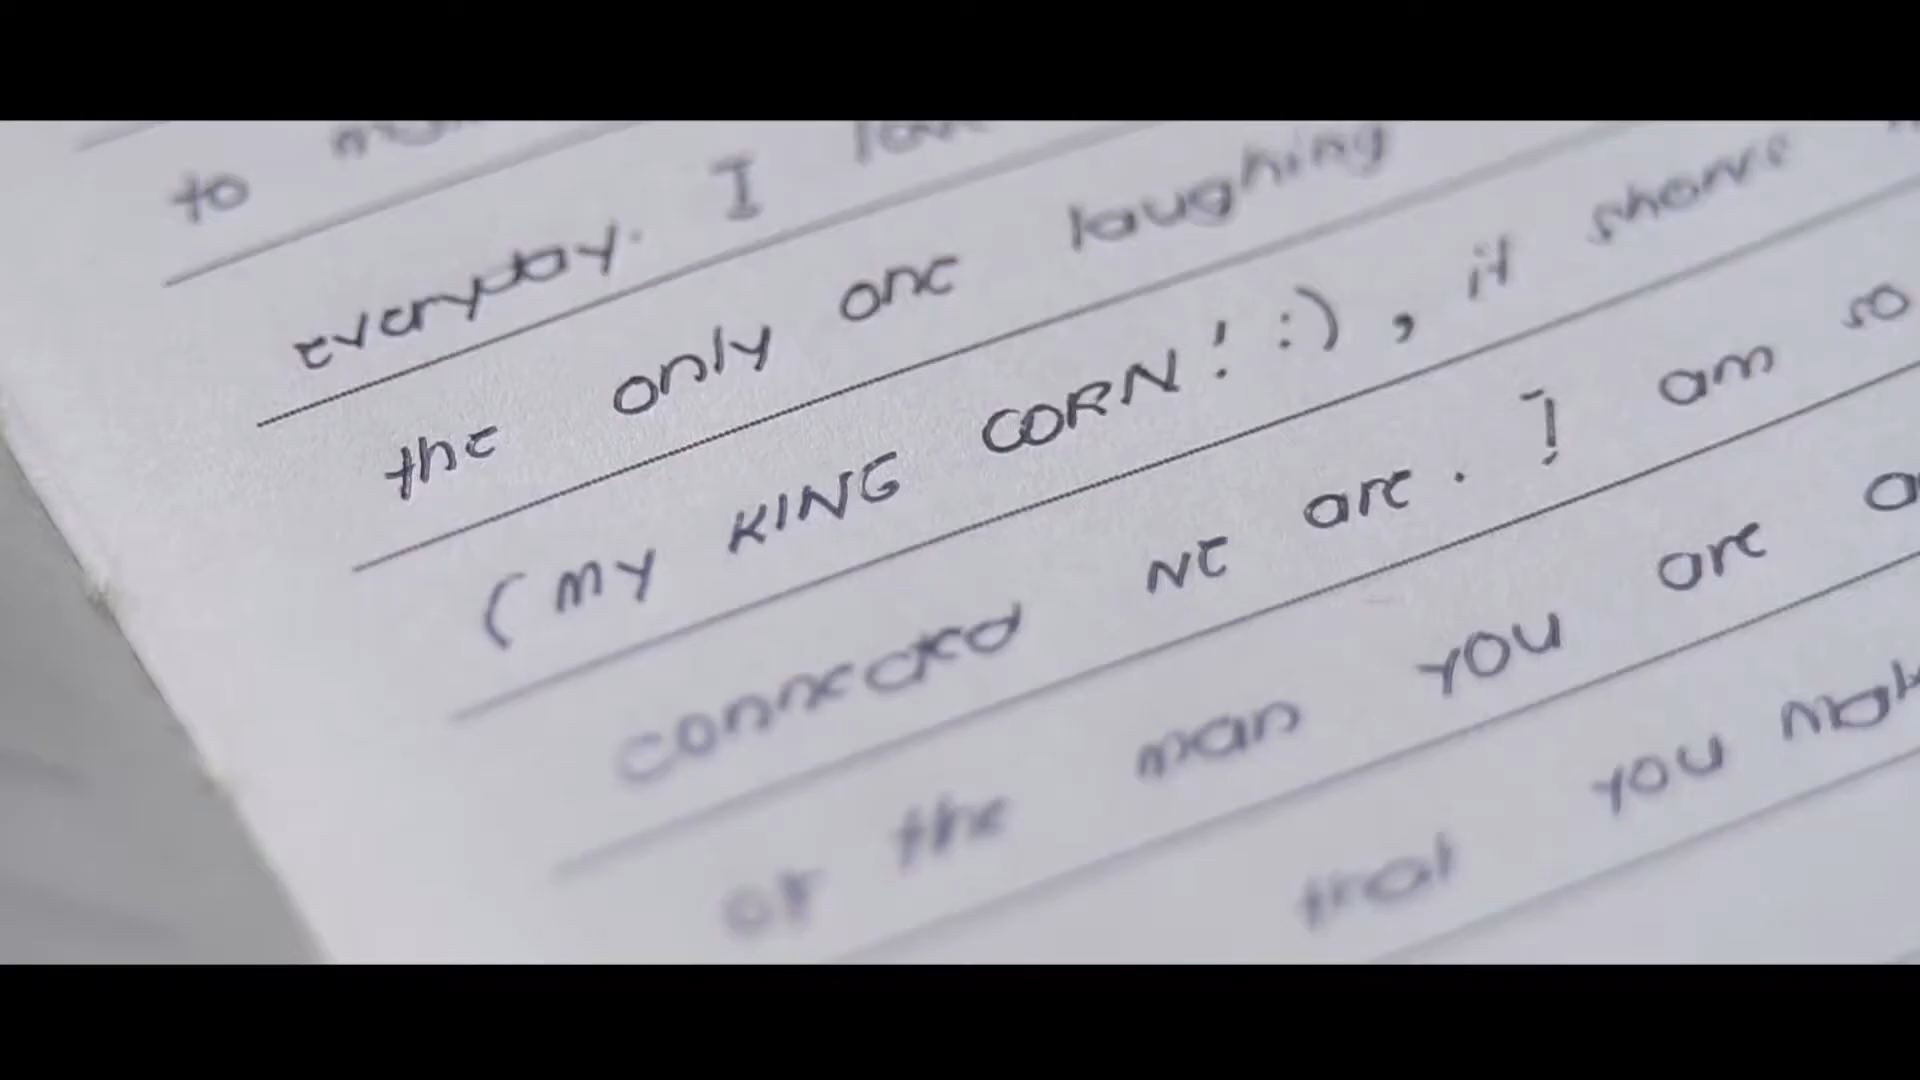 to
everyday. I
the only one laughing
(MY KING CORN! :), it shows
connected we are. I am so
of the man you are
that you